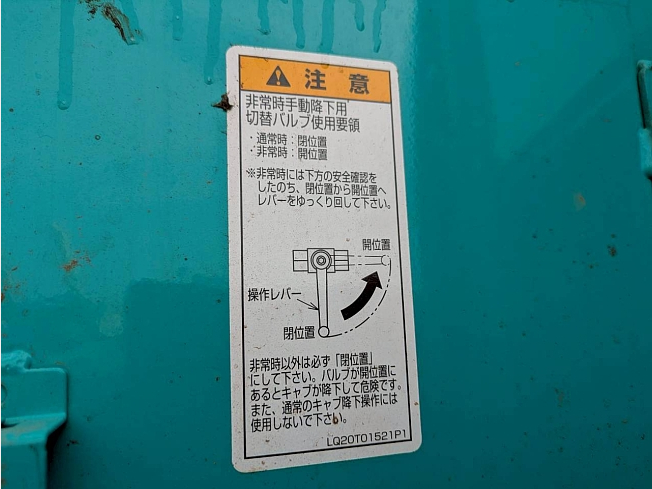 注意
非常時手動降下用
切替バルブ使用要領
・通常時：閉位置
・非常時：開位置
※非常時には下方の安全確認を
したのち、閉位置から開位置へ
レバーをゆっくり回して下さい。
開位置
操作レバー
閉位置
非常時以外は必ず「閉位置」
にして下さい。バルブが開位置に
あるとキャブが降下して危険です。
また、通常のキャブ降下操作には
使用しないで下さい。
LQ20T01521P1